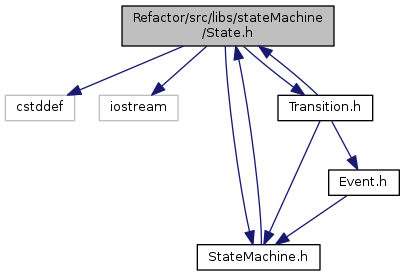 Refactor/src/libs/stateMachine
/State.h
cstddef
iostream
Transition.h
Event.h
StateMachine.h